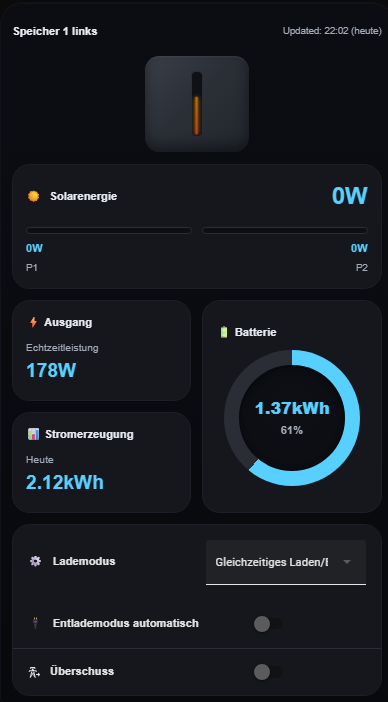 Speicher 1 links
Updated: 22:02 (heute)
Solarenergie
0W
0W
0W
P1
P2
Ausgang
Echtzeitleistung
178W
Batterie
1.37kWh
61%
Stromerzeugung
Heute
2.12kWh
Lademodus
Gleichzeitiges Laden/
Entlademodus automatisch
Überschuss